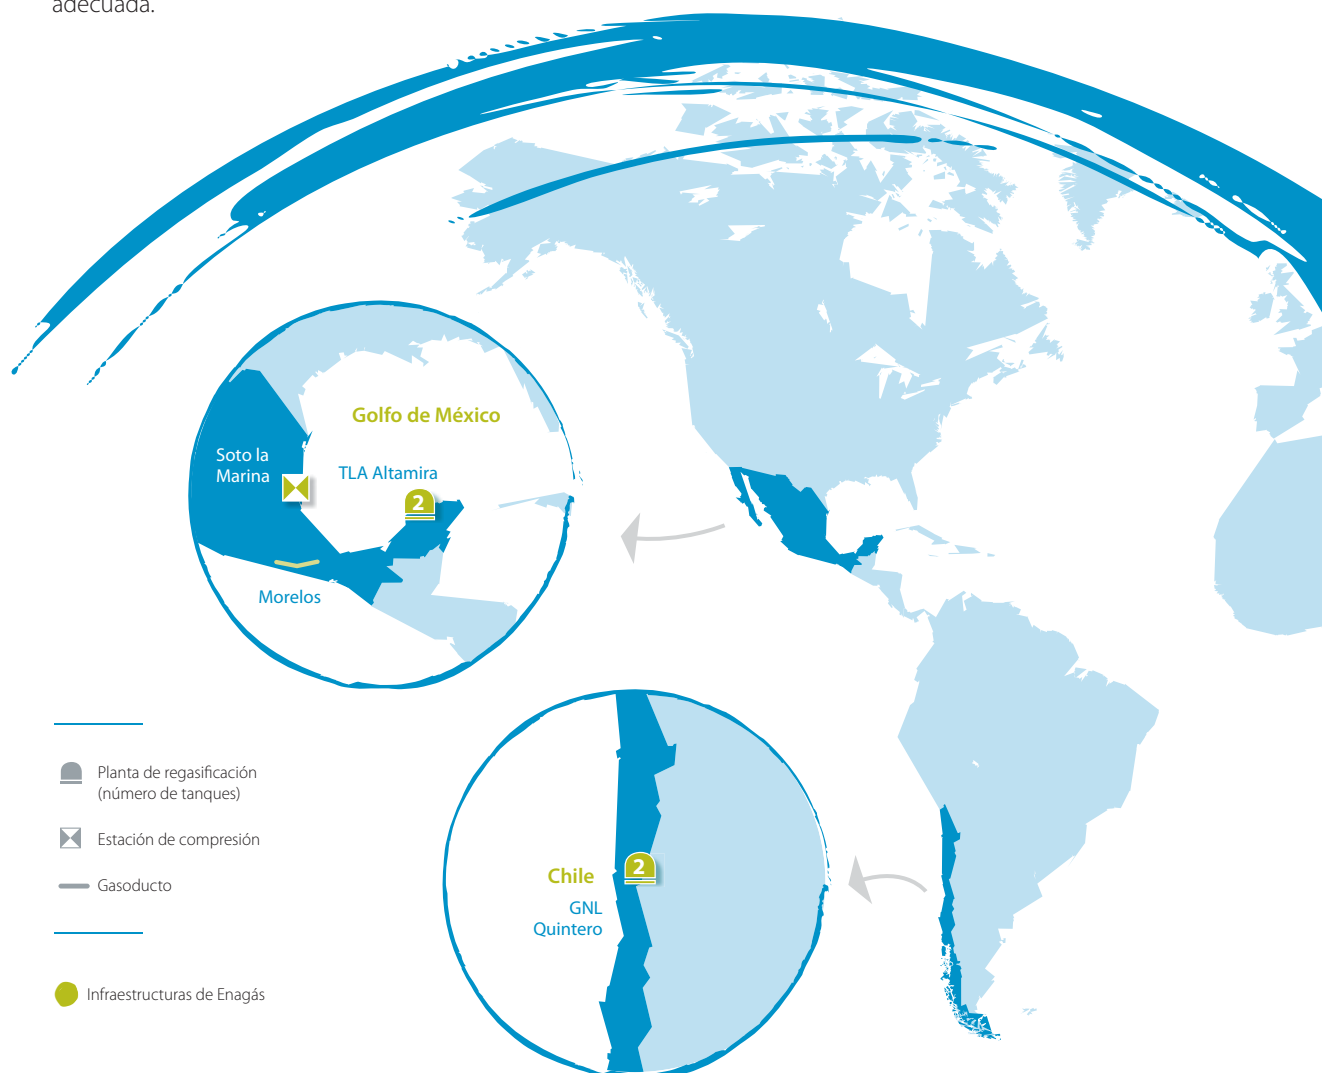 adecuada.
Golfo de México
Soto la
Marina
TLA Altamira
2
Morelos
Planta de regasificación
(número de tanques)
Estación de compresión
Gasoducto
Infraestructuras de Enagás
2
Chile
GNL
Quintero